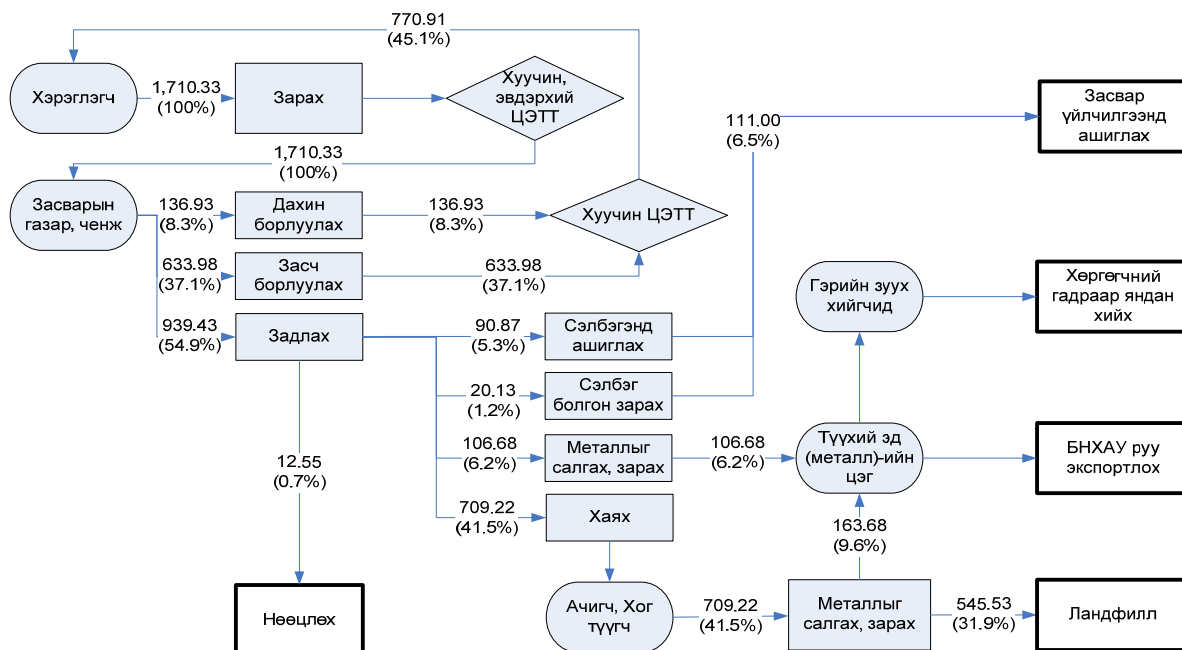 770.91
(45.1%)
Хэрэглэгч
1,710.33
(100%)
Зарах
Хуучин,
эвдэрхий
ЦЭТТ
111.00
(6.5%)
Засвар
үйлчилгээнд
ашиглах
1,710.33
(100%)
Засварын
газар, ченж
136.93
(8.3%)
Дахин
борлуулах
136.93
(8.3%)
Хуучин ЦЭТТ
633.98
(37.1%)
Засч
борлуулах
633.98
(37.1%)
Гэрийн зуух
хийгчид
Хөргөгчний
гадраар яндан
хийх
939.43
(54.9%)
Задлах
90.87
(5.3%)
Сэлбэгэнд
ашиглах
20.13
(1.2%)
Сэлбэг
болгон зарах
12.55
(0.7%)
106.68
(6.2%)
Металлыг
салгах, зарах
106.68
(6.2%)
Түүхий эд
(металл)-ийн
цэг
БНХАУ руу
экспортлох
709.22
(41.5%)
Хаях
163.68
(9.6%)
Нөөцлөх
Ачигч, Хог
түүгч
709.22
(41.5%)
Металлыг
салгах, зарах
545.53
(31.9%)
Ландфилл